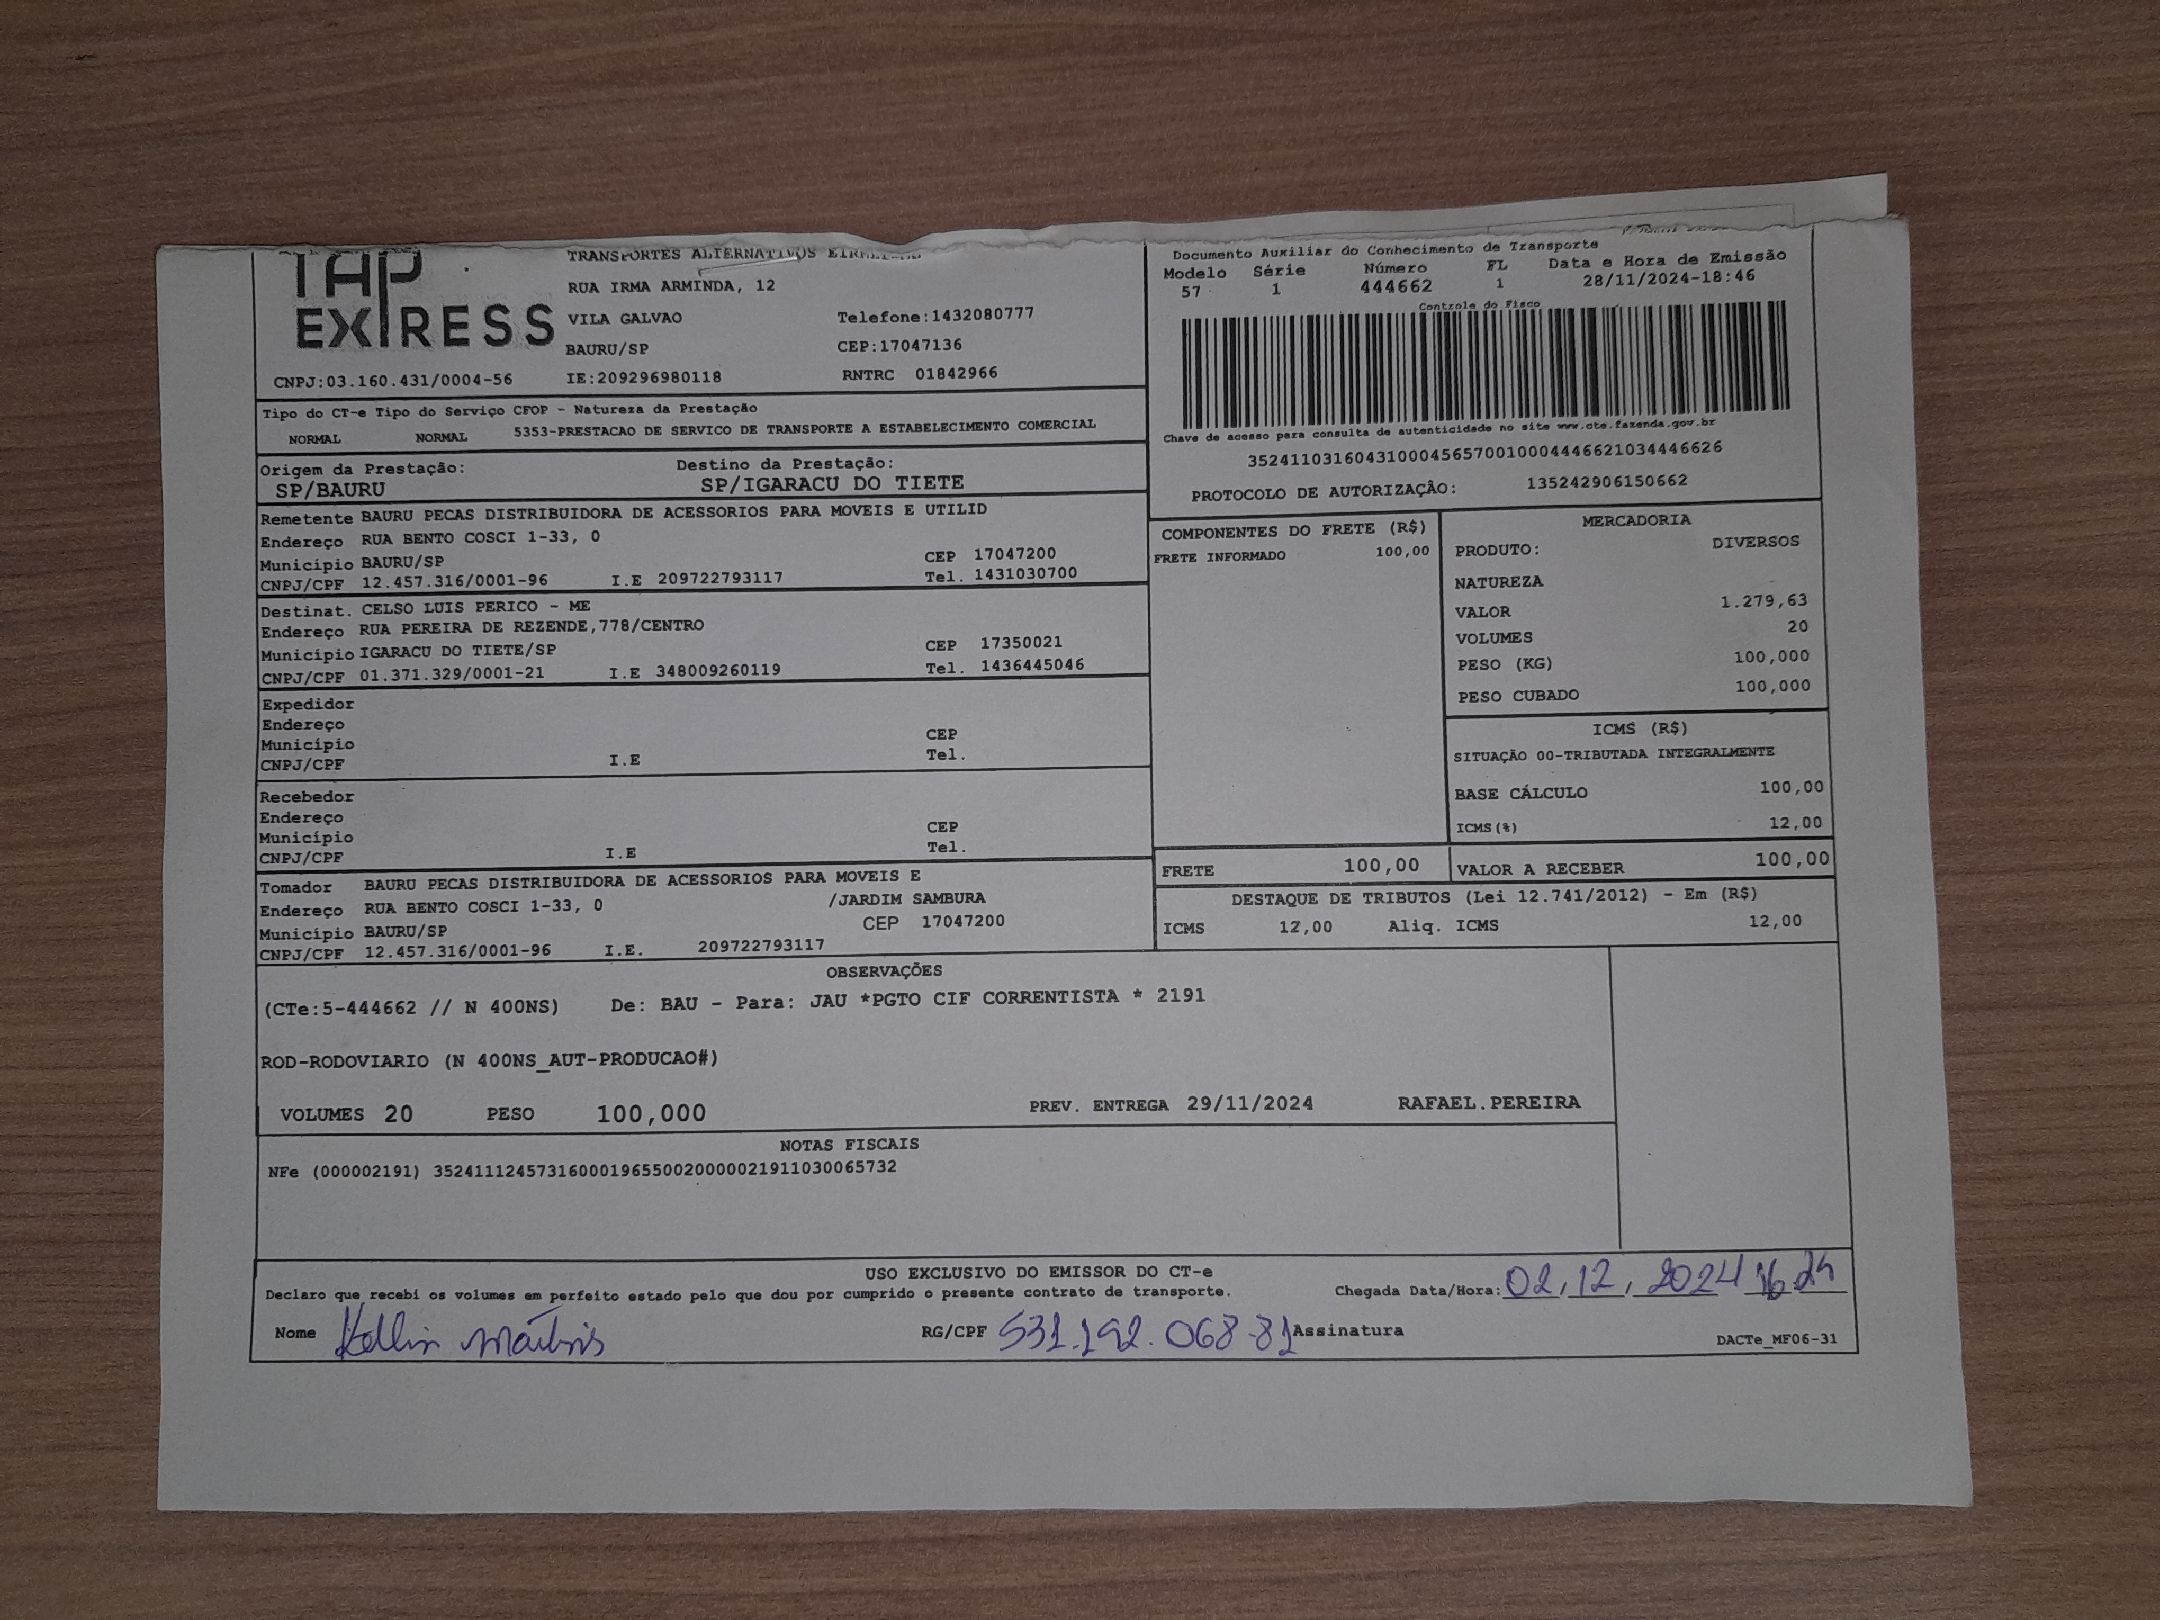 TAP
EXPRESS
TRANSPORTES ALTERNATIVOS
RUA IRMA ARMINDA, 12
VILA GALVAO Telefone:1432080777
BAURU/SP CEP:17047136
CNPJ:03.160.431/0004-56 IE:209296980118 RNTRC 01842966
Documento Auxiliar do Conhecimento de Transporte
Modelo Série Número FL Data e Hora de Emissão
57 1 444662 1 28/11/2024-18:46
Controle do Fisco
Chave de acesso para consulta de autenticidade no site www.cte.fazenda.gov.br
35241103160431000456570010004446621034446626
PROTOCOLO DE AUTORIZAÇÂO: 135242906150662
Tipo do CT-e Tipo do Serviço CFOP - Natureza da Prestação
NORMAL NORMAL 5353-PRESTACAO DE SERVICO DE TRANSPORTE A ESTABELECIMENTO COMERCIAL
Origem da Prestação: Destino da Prestação:
SP/BAURU SP/IGARACU DO TIETE
Remetente BAURU PECAS DISTRIBUIDORA DE ACESSORIOS PARA MOVEIS E UTILID
Endereço RUA BENTO COSCI 1-33, 0
Município BAURU/SP CEP 17047200
CNPJ/CPF 12.457.316/0001-96 I.E 209722793117 Tel. 1431030700
Destinat. CELSO LUIS PERICO - ME
Endereço RUA PEREIRA DE REZENDE,778/CENTRO
Município IGARACU DO TIETE/SP CEP 17350021
CNPJ/CPF 01.371.329/0001-21 I.E 348009260119 Tel. 1436445046
Expedidor
Endereço
Município CEP
CNPJ/CPF I.E Tel.
Recebedor
Endereço
Município CEP
CNPJ/CPF I.E Tel.
Tomador BAURU PECAS DISTRIBUIDORA DE ACESSORIOS PARA MOVEIS E
Endereço RUA BENTO COSCI 1-33, 0 /JARDIM SAMBURA
Município BAURU/SP CEP 17047200
CNPJ/CPF 12.457.316/0001-96 I.E. 209722793117
COMPONENTES DO FRETE (R$)
FRETE INFORMADO 100,00
MERCADORIA
PRODUTO: DIVERSOS
NATUREZA
VALOR 1.279,63
VOLUMES 20
PESO (KG) 100,000
PESO CUBADO 100,000
ICMS (R$)
SITUAÇÃO 00-TRIBUTADA INTEGRALMENTE
BASE CÁLCULO 100,00
ICMS(%) 12,00
FRETE 100,00 VALOR A RECEBER 100,00
DESTAQUE DE TRIBUTOS (Lei 12.741/2012) - Em (R$)
ICMS 12,00 Aliq. ICMS 12,00
OBSERVAÇÕES
(CTe:5-444662 // N 400NS) De: BAU - Para: JAU *PGTO CIF CORRENTISTA * 2191
ROD-RODOVIARIO (N 400NS_AUT-PRODUCAO#)
VOLUMES 20 PESO 100,000 PREV. ENTREGA 29/11/2024 RAFAEL.PEREIRA
NOTAS FISCAIS
NFe (000002191) 35241112457316000196550020000021911030065732
USO EXCLUSIVO DO EMISSOR DO CT-e
Declaro que recebi os volumes em perfeito estado pelo que dou por cumprido o presente contrato de transporte. Chegada Data/Hora: 02,12,2024 16 24
Nome RG/CPF 531.192.068-81 Assinatura
DACTe_MF06-31